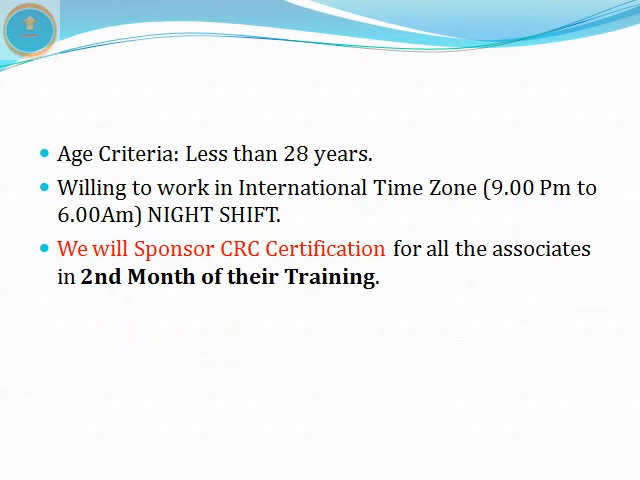 Age Criteria: Less than 28 years.
Willing to work in International Time Zone (9.00 Pm to
6.00Am) NIGHT SHIFT.
We will Sponsor CRC Certification for all the associates
in 2nd Month of their Training.